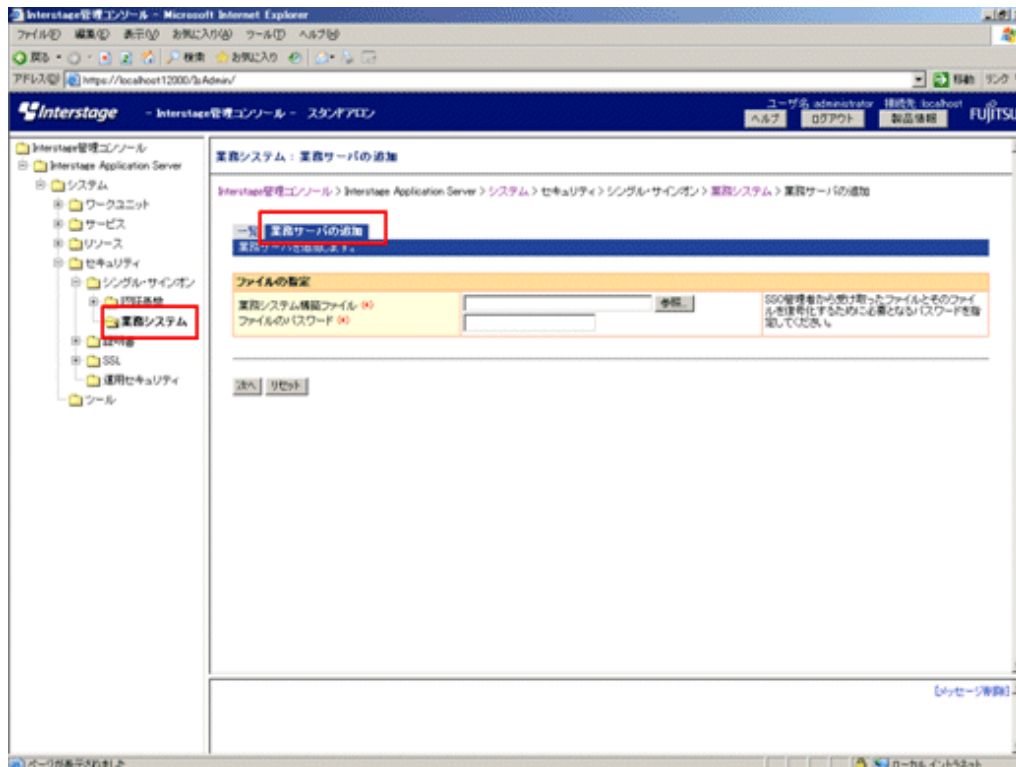 Interstage管理コンソール - Microsoft Internet Explorer
ファイル(F) 編集(E) 表示(V) お気に入り(A) ツール(T) ヘルプ(H)
戻る 検索 お気に入り
アドレス(D) https://localhost:12000/IsAdmin/ 移動 リンク
Interstage - Interstage管理コンソール - スタンドアロン
ユーザ名:administrator 接続先:localhost
ヘルプ ログアウト 製品情報 FUJITSU
Interstage管理コンソール
Interstage Application Server
システム
ワークユニット
サービス
リソース
セキュリティ
シングル・サインオン
認証基盤
業務システム
証明書
SSL
運用セキュリティ
ツール
業務システム : 業務サーバの追加
Interstage管理コンソール > Interstage Application Server > システム > セキュリティ > シングル・サインオン > 業務システム > 業務サーバの追加
一覧 業務サーバの追加
業務サーバを追加します。
ファイルの指定
業務システム構築ファイル (*) 参照...
ファイルのパスワード (*)
SSO管理者から受け取ったファイルとそのファイルを復号化するために必要となるパスワードを指定してください。
次へ リセット
[メッセージ削除]
ページが表示されました
ローカル イントラネット